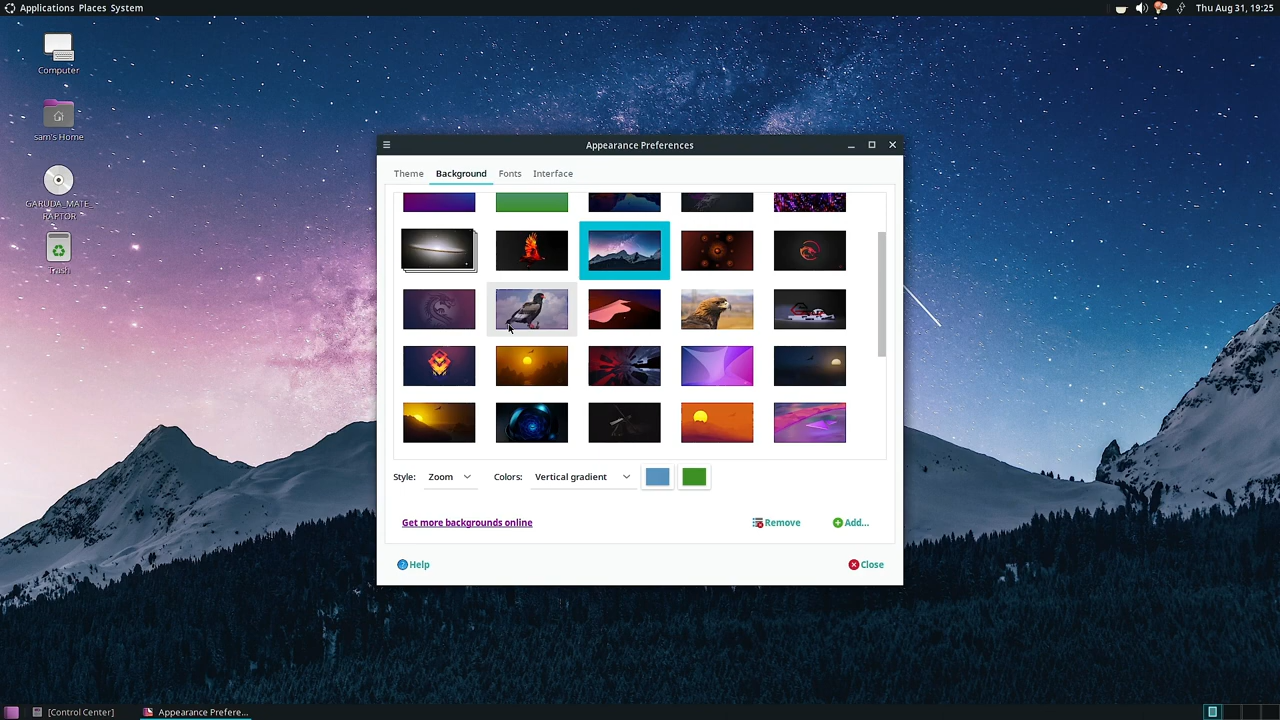 Applications Places System
Thu Aug 31, 19:25
Computer
sam's Home
GARUDA_MATE_
RAPTOR
Trash
Appearance Preferences
Theme Background Fonts Interface
Style: Zoom Colors: Vertical gradient
Get more backgrounds online
Remove Add...
Help Close
[Control Center] Appearance Prefere...